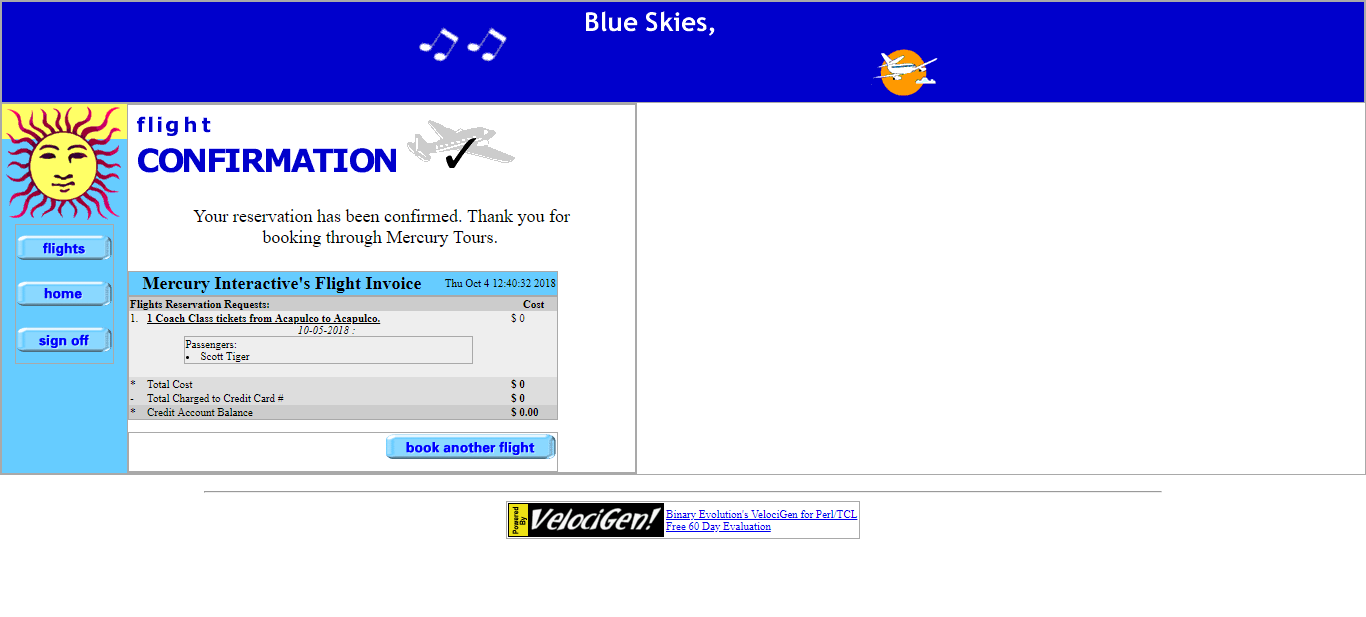 Blue Skies,
flight
CONFIRMATION
Your reservation has been confirmed. Thank you for
booking through Mercury Tours.
flights
home
sign off
Mercury Interactive's Flight Invoice Thu Oct 4 12:40:32 2018
Flights Reservation Requests: Cost
1. 1 Coach Class tickets from Acapulco to Acapulco. $ 0
10-05-2018 :
Passengers:
• Scott Tiger
* Total Cost $ 0
- Total Charged to Credit Card # $ 0
* Credit Account Balance $ 0.00
book another flight
Powered
By
VelociGen!
Binary Evolution's VelociGen for Perl/TCL
Free 60 Day Evaluation